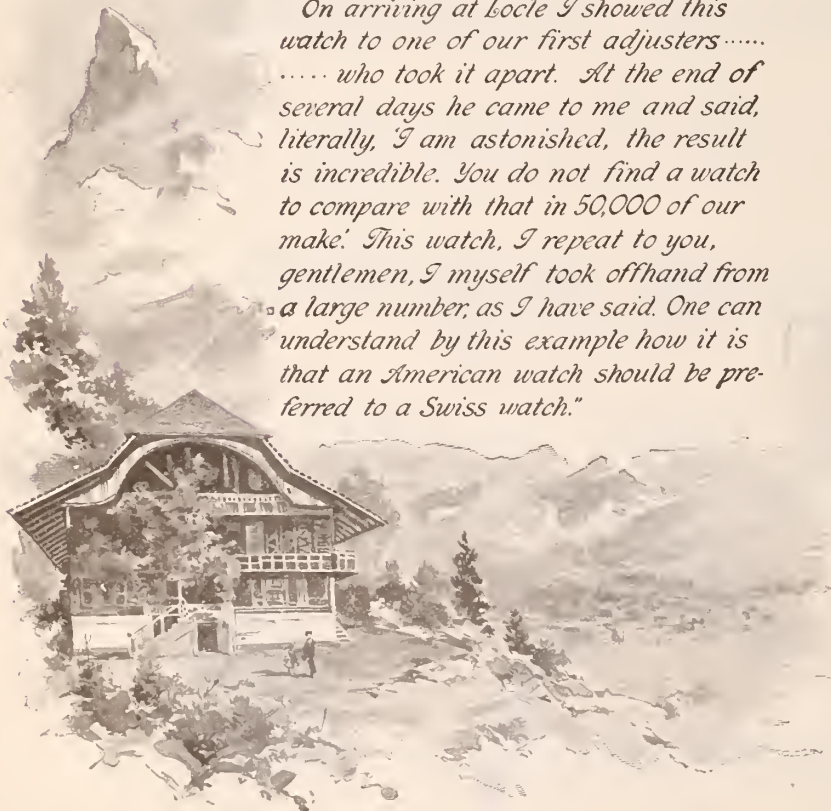 On arriving at Locle I showed this
watch to one of our first adjusters ......
..... who took it apart. At the end of
several days he came to me and said,
literally, 'I am astonished, the result
is incredible. You do not find a watch
to compare with that in 50,000 of our
make.' This watch, I repeat to you,
gentlemen, I myself took offhand from
a large number, as I have said. One can
understand by this example how it is
that an American watch should be pre-
ferred to a Swiss watch."